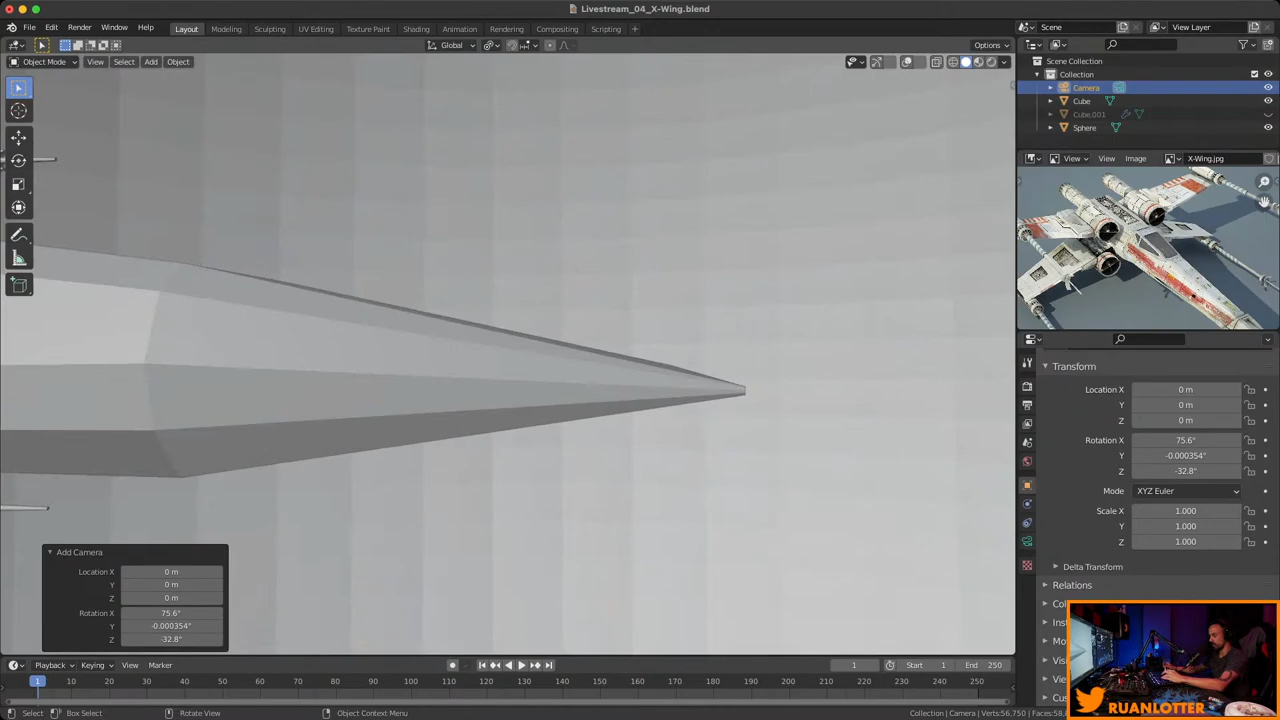 Livestream_04_X-Wing.blend
File Edit Render Window Help
Layout Modeling Sculpting UV Editing Texture Paint Shading Animation Rendering Compositing Scripting +
Scene
View Layer
Global
Options
Object Mode View Select Add Object
Scene Collection
Collection
Camera
Cube
Cube.001
Sphere
View View Image X-Wing.jpg
Transform
Location X 0 m
Y 0 m
Z 0 m
Rotation X 75.6°
Y -0.000354°
Z -32.8°
Mode XYZ Euler
Scale X 1.000
Y 1.000
Z 1.000
Delta Transform
Relations
Add Camera
Location X 0 m
Y 0 m
Z 0 m
Rotation X 75.6°
Y -0.000354°
Z -32.8°
Playback Keying View Marker
1
Start 1 End 250
1 10 20 30 40 50 60 70 80 90 100 110 120 130 140 150 160 170 180 190 200 210 220 230 240 250
Select Box Select Rotate View Object Context Menu
Collection | Camera | Verts:56,750 |
RUANLOTTER